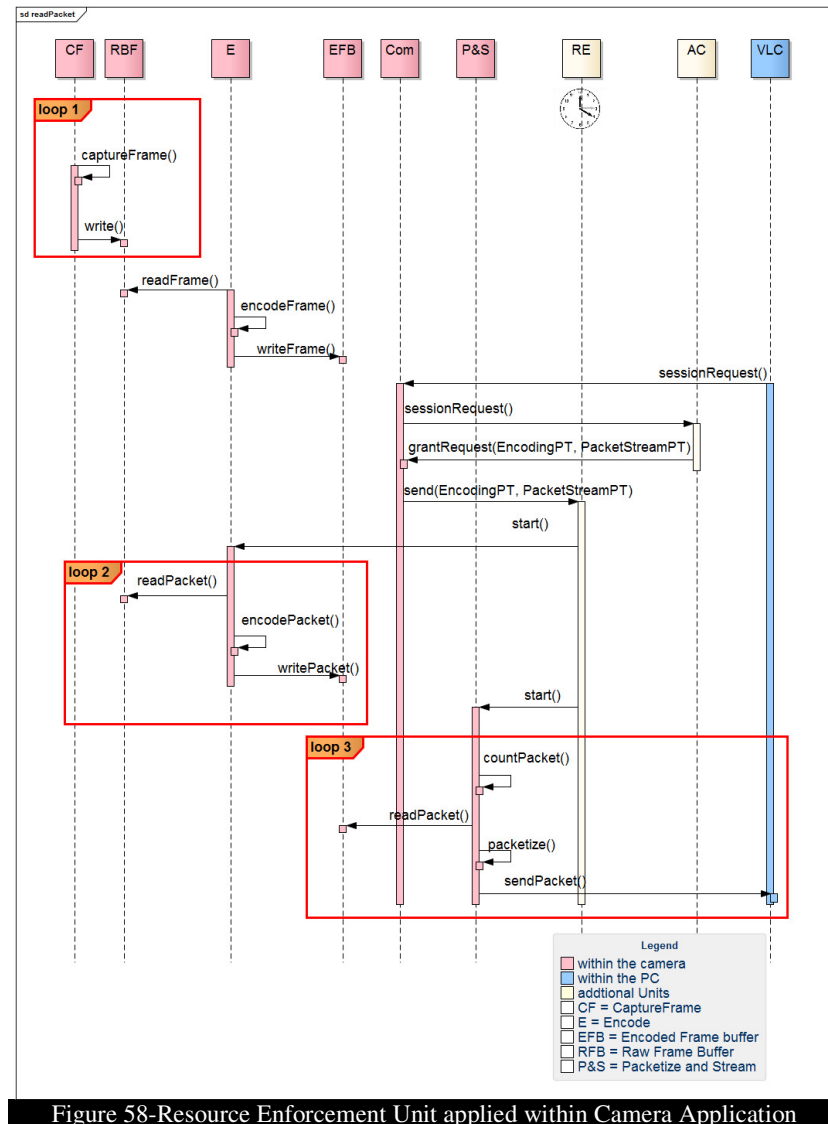 sd readPacket
CF RBF E EFB Com P&S RE AC VLC
loop 1
captureFrame()
write()
readFrame()
encodeFrame()
writeFrame()
sessionRequest()
sessionRequest()
grantRequest(EncodingPT, PacketStreamPT)
send(EncodingPT, PacketStreamPT)
start()
loop 2
readPacket()
encodePacket()
writePacket()
start()
loop 3
countPacket()
readPacket()
packetize()
sendPacket()
Legend
within the camera
within the PC
addtional Units
CF = CaptureFrame
E = Encode
EFB = Encoded Frame buffer
RFB = Raw Frame Buffer
P&S = Packetize and Stream
Figure 58-Resource Enforcement Unit applied within Camera Application